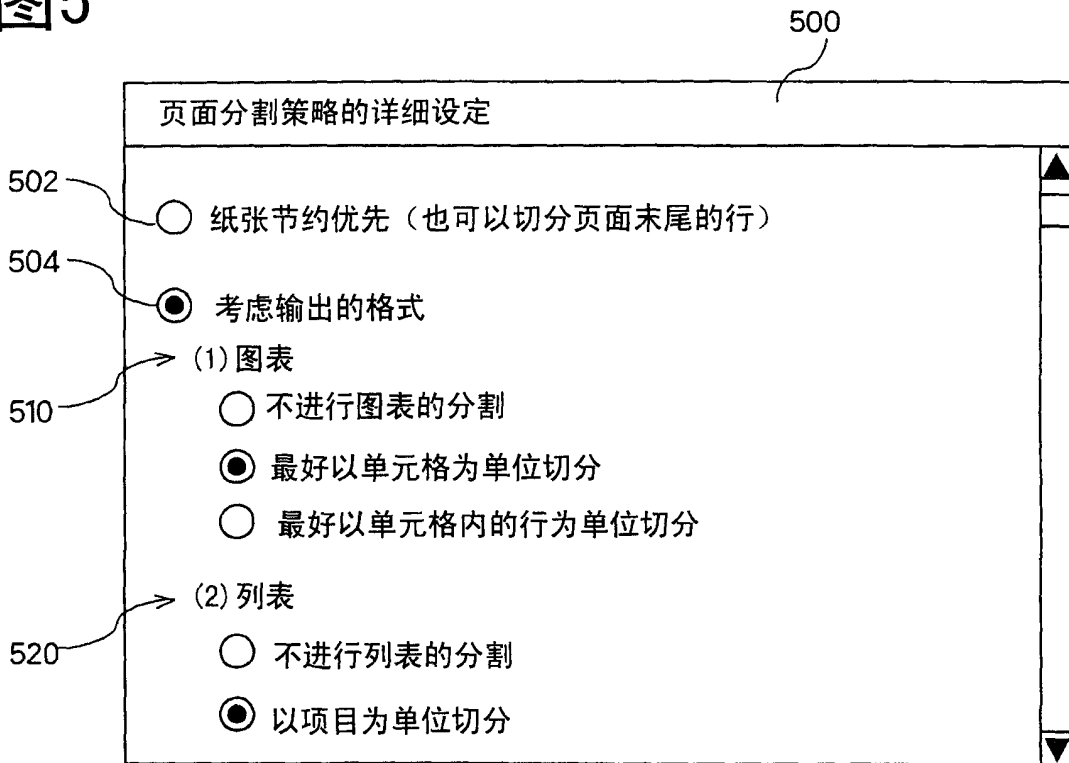 图5
500
页面分割策略的详细设定
502
纸张节约优先（也可以切分页面末尾的行）
504
考虑输出的格式
(1)图表
510
不进行图表的分割
最好以单元格为单位切分
最好以单元格内的行为单位切分
(2)列表
520
不进行列表的分割
以项目为单位切分